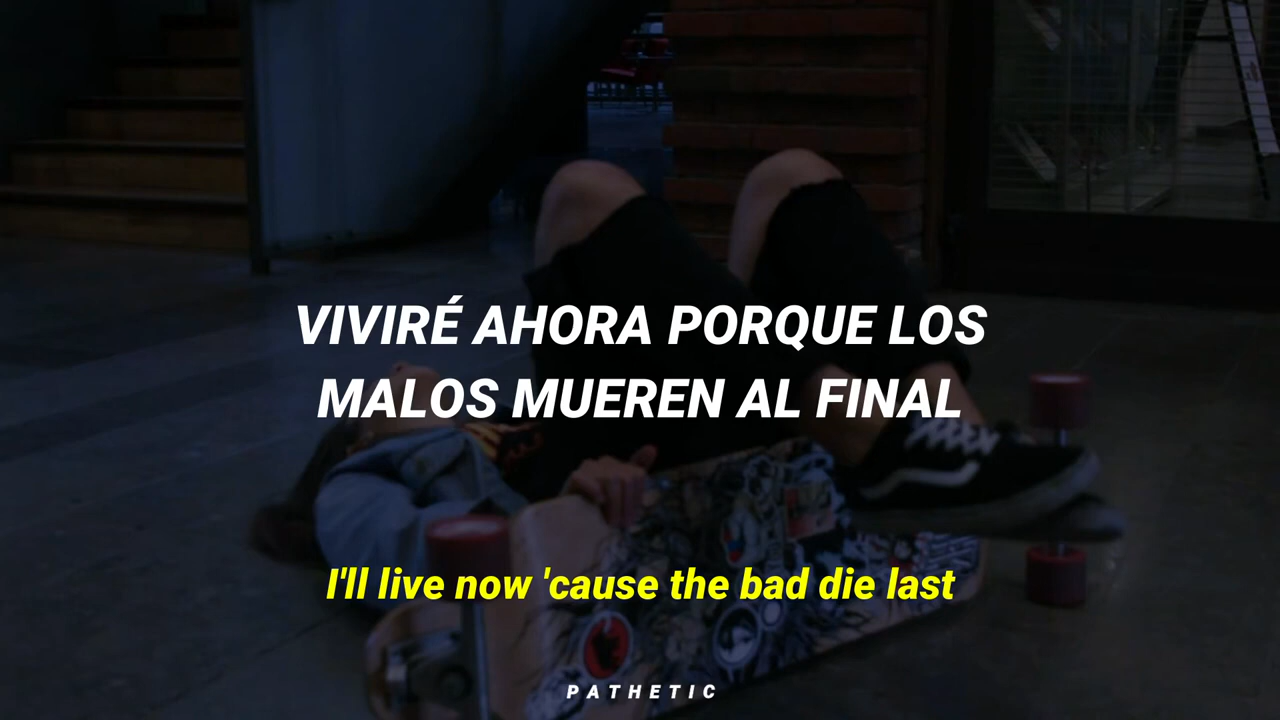 VIVIRÉ AHORA PORQUE LOS
MALOS MUEREN AL FINAL
I'll live now 'cause the bad die last
PATHETIC